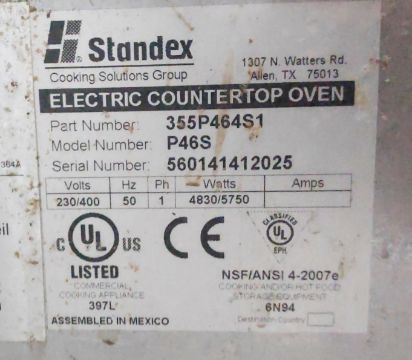 Standex
Cooking Solutions Group
1307 N. Watters Rd.
Allen, TX 75013
ELECTRIC COUNTERTOP OVEN
Part Number: 355P464S1
Model Number: P46S
Serial Number: 560141412025
Volts Hz Ph Watts Amps
230/400 50 1 4830/5750
C UL US
LISTED
COMMERCIAL
COOKING APPLIANCE
397L
ASSEMBLED IN MEXICO
CE
CLASSIFIED
UL
EPH
NSF/ANSI 4-2007e
COOKING AND/OR HOT FOOD
STORAGE EQUIPMENT
6N94
Destination Country
364A